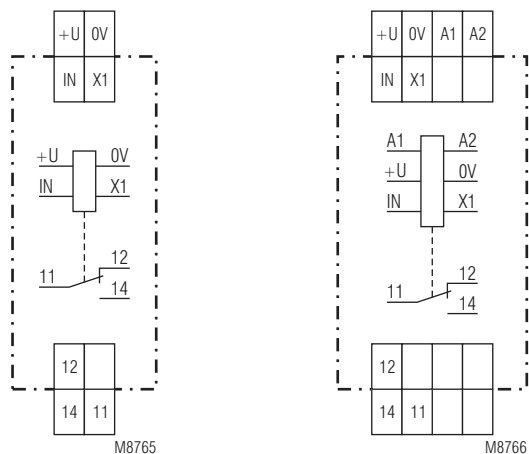 +U 0V
IN X1
+U 0V
IN X1
11 12
14
12
14 11
M8765
+U 0V A1 A2
IN X1
A1 A2
+U 0V
IN X1
11 12
14
12
14 11
M8766